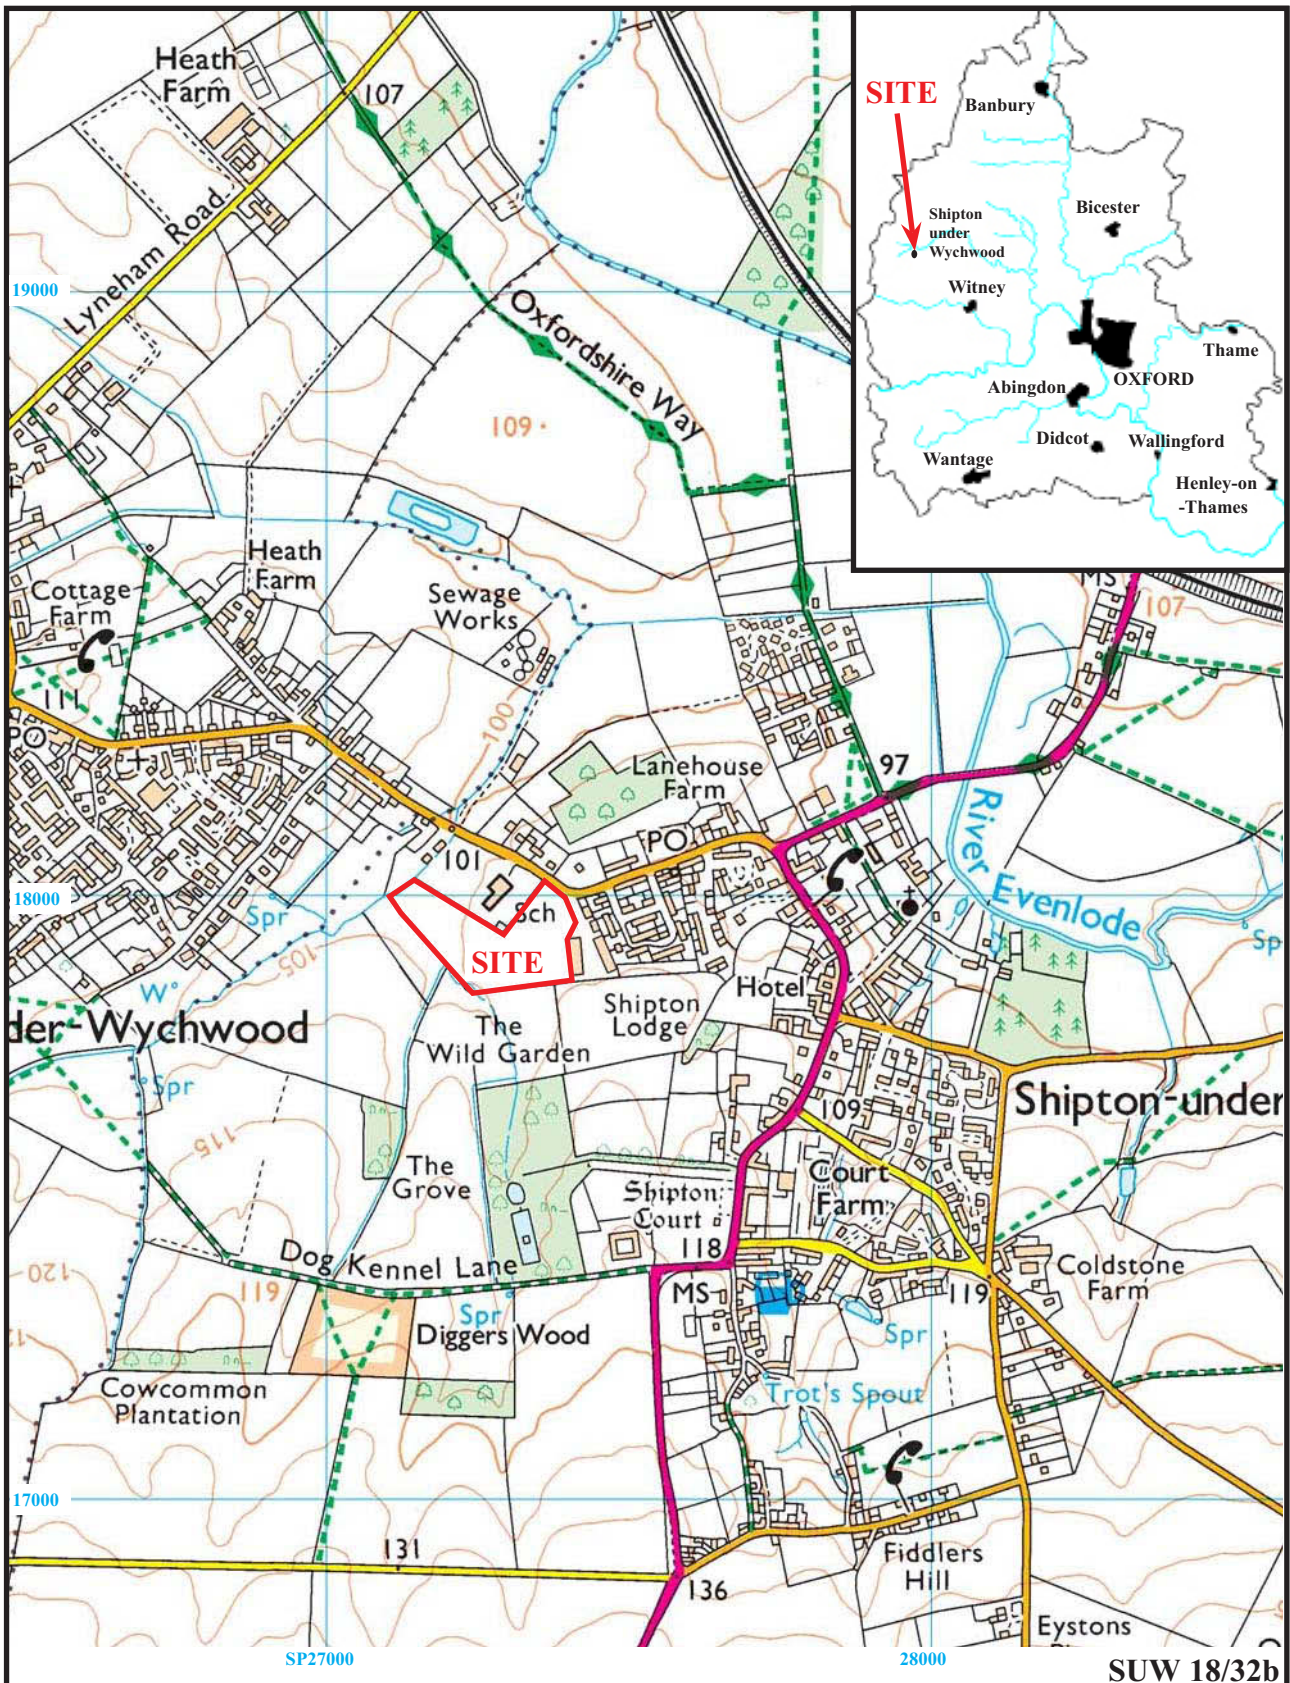 Heath
Farm
107
Lyneham Road
19000
Oxfordshire Way
109
SITE
Banbury
Bicester
Shipton
under
Wychwood
Witney
Thame
OXFORD
Abingdon
Didcot
Wallingford
Wantage
Henley-on
-Thames
MS
107
Heath
Farm
Cottage
Farm
Sewage
Works
111
PO
100
Lanehouse
Farm
97
PO
101
River Evenlode
18000
Spr
Sch
SITE
105
W
Sp
Hotel
Shipton
Lodge
der-Wychwood
The
Wild Garden
Spr
109
Shipton-under
115
The
Grove
Court
Farm
Shipton
Court
118
Dog Kennel Lane
120
119
MS
119
Coldstone
Farm
Spr
Diggers Wood
Spr
Cowcommon
Plantation
Trot's Spout
17000
131
136
Fiddlers
Hill
Eystons
SP27000
28000
SUW 18/32b